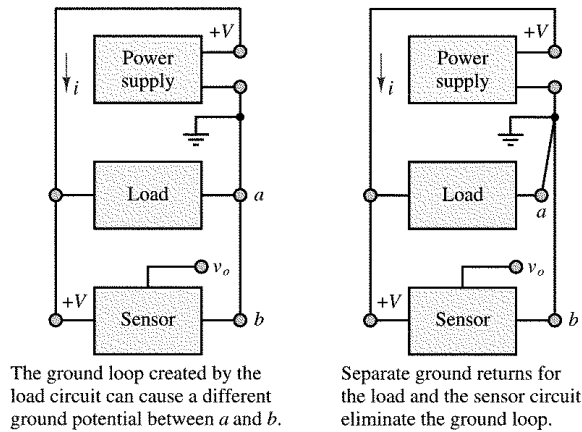 +V
Power
supply
i
Load
a
v_o
+V
Sensor
b
The ground loop created by the
load circuit can cause a different
ground potential between a and b.
+V
Power
supply
i
Load
a
v_o
+V
Sensor
b
Separate ground returns for
the load and the sensor circuit
eliminate the ground loop.